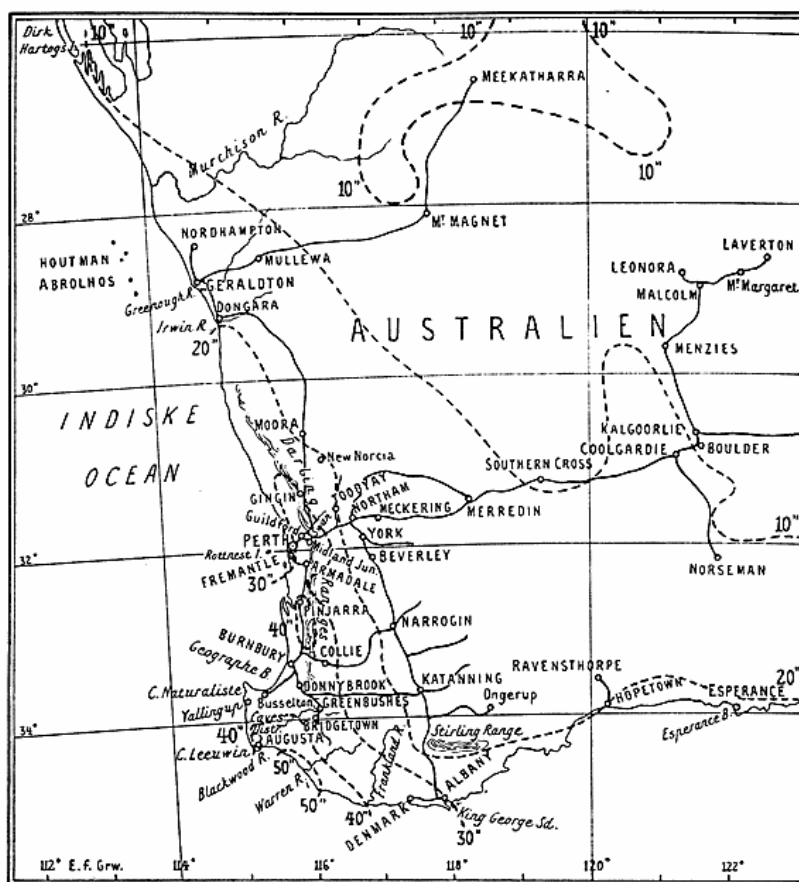 Dirk
Hartogs I.
10"
10"
10"
MEEKATHARRA
Murchison R.
10"
10"
28°
NORDHAMPTON
Mt. MAGNET
HOUTMAN
ABROLHOS
MULLEWA
LAVERTON
LEONORA
Mt. Margaret
MALCOLM
GERALDTON
Greenough R.
DONGARA
Irwin R.
20"
AUSTRALIEN
MENZIES
30°
INDISKE
OCEAN
MOORA
Darling
Ranges
New Norcia
KALGOORLIE
COOLGARDIE
BOULDER
SOUTHERN CROSS
GINGIN
TOODYAY
NORTHAM
MECKERING
MERREDIN
Guildford
Swan
PERTH
Midland Jun.
YORK
BEVERLEY
10"
32°
Rottnest I.
FREMANTLE
ARMADALE
NORSEMAN
30"
PINJARRA
40"
NARROGIN
BURNBURY
COLLIE
Geographe B.
RAVENSTHORPE
C. Naturaliste
DONNYBROOK
KATANNING
20"
HOPETOWN
ESPERANCE
Yallingup
Busselton
GREENBUSHES
Ongerup
Esperance B.
Caves
Distr.
BRIDGETOWN
34°
40"
AUGUSTA
Stirling Range
C. Leeuwin
Blackwood R.
50"
Frankland R.
Warren R.
ALBANY
50"
40"
DENMARK
King George Sd.
30"
112°
E. f. Grw.
114°
116°
118°
120°
122°